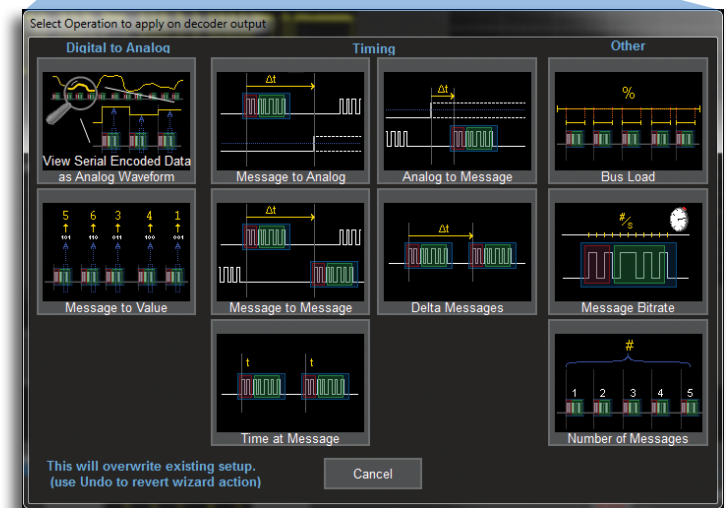 Select Operation to apply on decoder output
Digital to Analog
Timing
Other
View Serial Encoded Data
as Analog Waveform
Δt
Message to Analog
Δt
Analog to Message
%
Bus Load
5 6 3 4 1
101 110 011 100 001
Message to Value
Δt
Message to Message
Δt
Delta Messages
#/s
Message Bitrate
t t
Time at Message
#
1 2 3 4 5
Number of Messages
This will overwrite existing setup.
(use Undo to revert wizard action)
Cancel